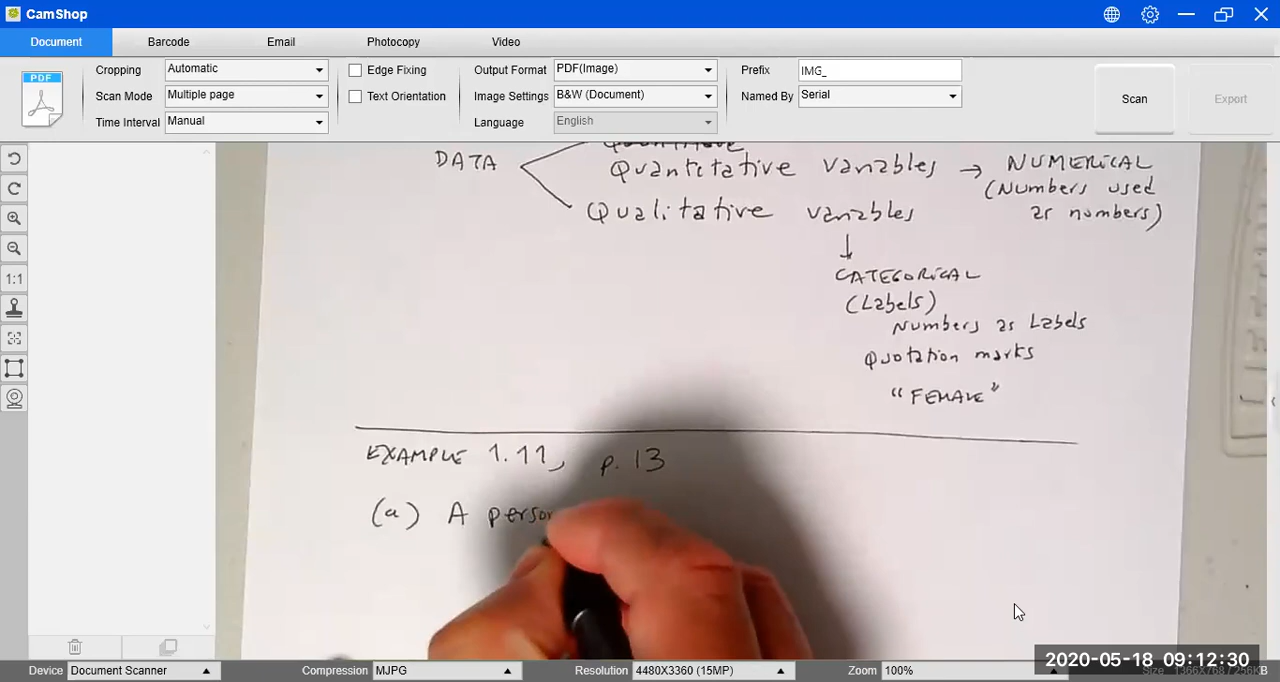 CamShop
Document Barcode Email Photocopy Video
PDF
Cropping Automatic Edge Fixing Output Format PDF(Image) Prefix IMG_
Scan Mode Multiple page Text Orientation Image Settings B&W (Document) Named By Serial Scan Export
Time Interval Manual Language English
1:1
DATA
Quantitative variables → NUMERICAL
(Numbers used
as numbers)
Qualitative variables
↓
CATEGORICAL
(Labels)
Numbers as Labels
Quotation marks
"FEMALE"
EXAMPLE 1.11, p. 13
(a) A person
2020-05-18 09:12:30
Device Document Scanner Compression MJPG Resolution 4480X3360 (15MP) Zoom 100%